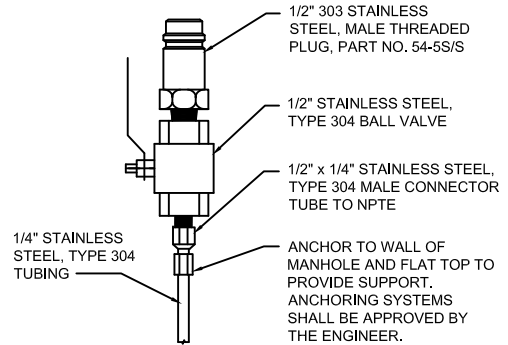 1/2" 303 STAINLESS
STEEL, MALE THREADED
PLUG, PART NO. 54-5S/S
1/2" STAINLESS STEEL,
TYPE 304 BALL VALVE
1/2" x 1/4" STAINLESS STEEL,
TYPE 304 MALE CONNECTOR
TUBE TO NPTE
1/4" STAINLESS
STEEL, TYPE 304
TUBING
ANCHOR TO WALL OF
MANHOLE AND FLAT TOP TO
PROVIDE SUPPORT.
ANCHORING SYSTEMS
SHALL BE APPROVED BY
THE ENGINEER.